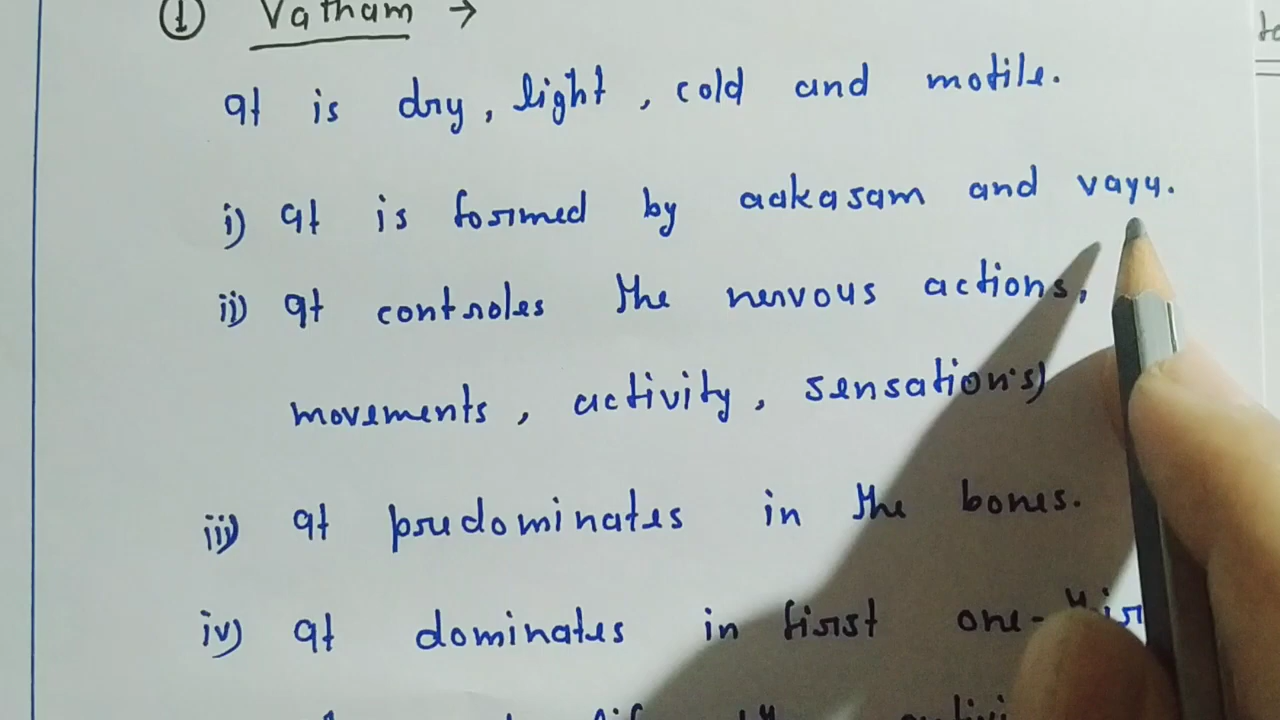 ① Vatham →
It is dry, light, cold and motile.
i) It is formed by aakasam and vayu.
ii) It controles the nervous actions,
movements, activity, sensations)
iii) It predominates in the bones.
iv) It dominates in first one-